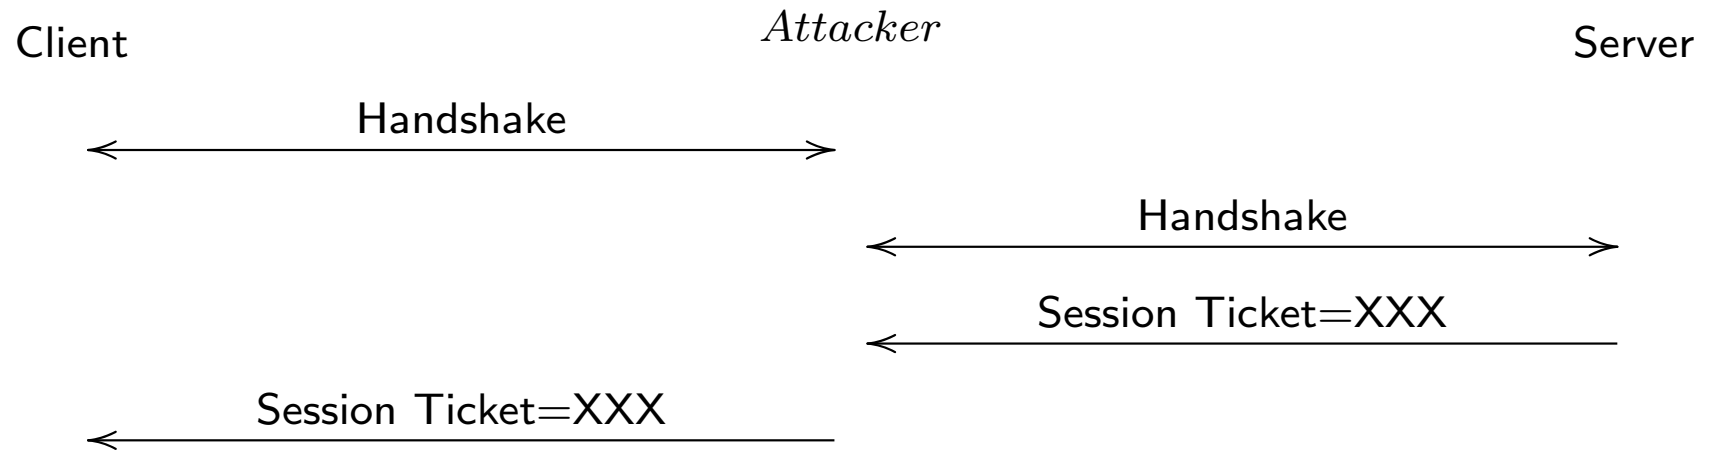 Client
Attacker
Server
Handshake
Handshake
Session Ticket=XXX
Session Ticket=XXX